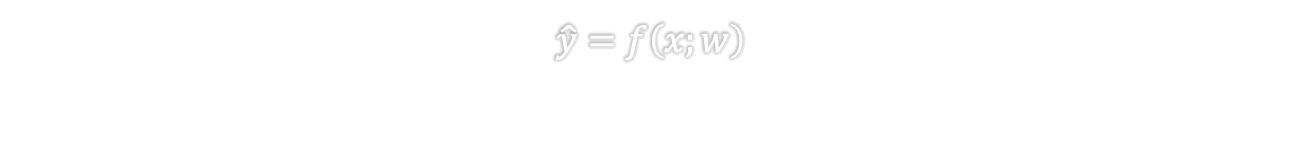 ŷ = f(x; w)